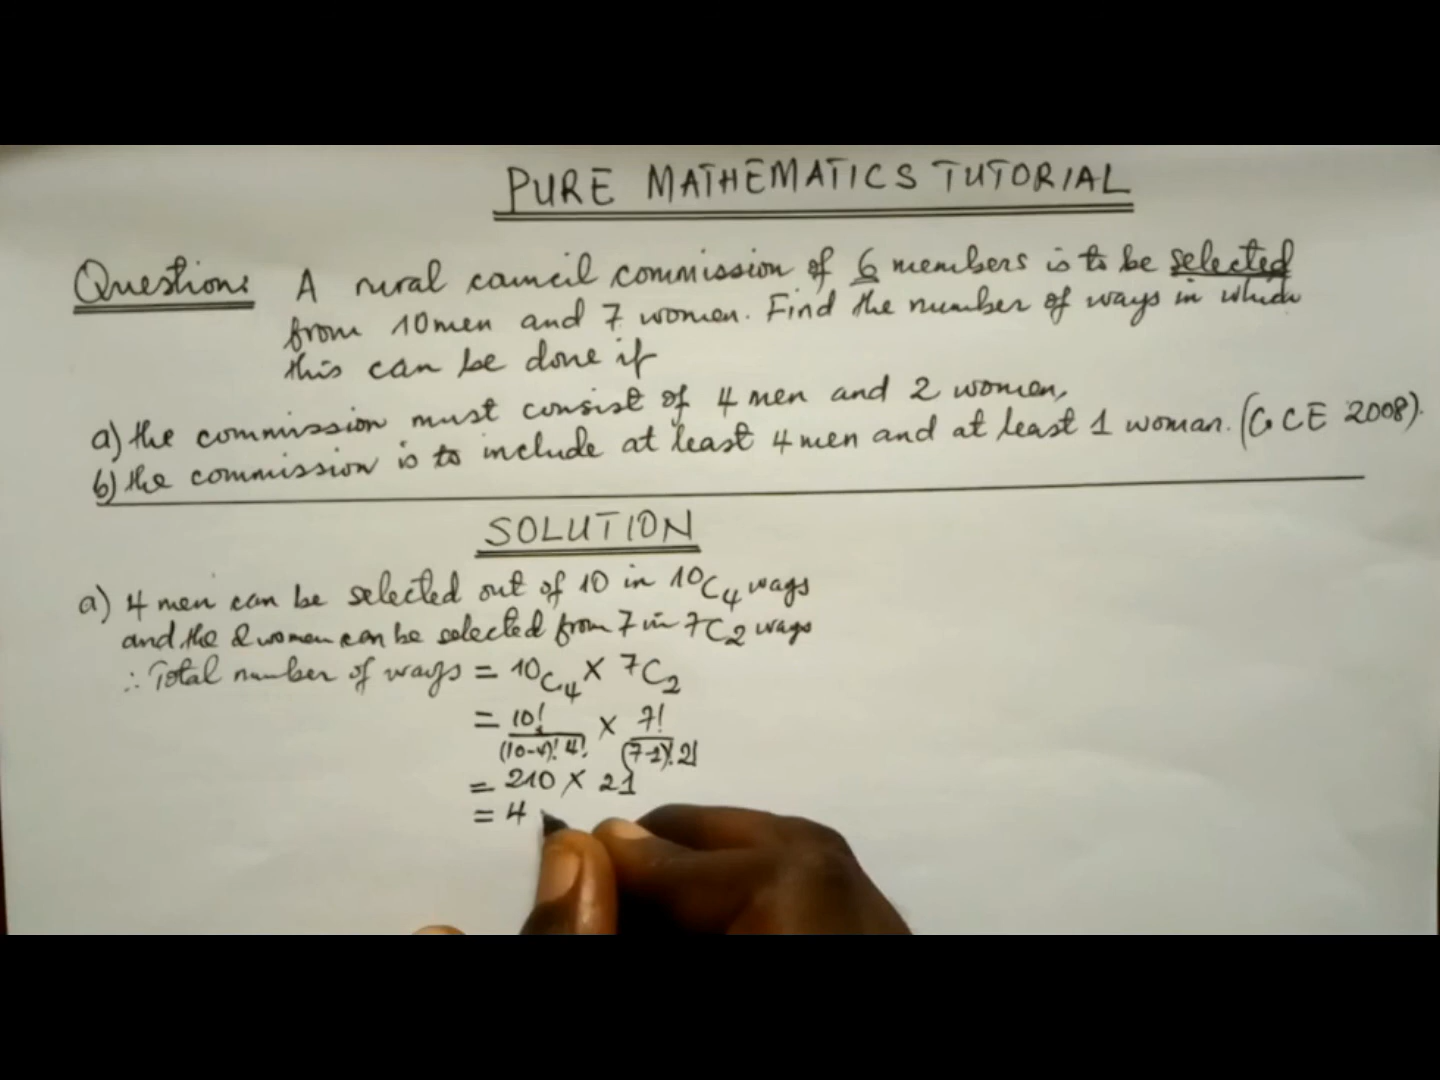 PURE MATHEMATICS TUTORIAL
Question: A rural council commission of 6 members is to be selected
from 10 men and 7 women. Find the number of ways in which
this can be done if
a) the commission must consist of 4 men and 2 women,
b) the commission is to include at least 4 men and at least 1 woman. (GCE 2008).
SOLUTION
a) 4 men can be selected out of 10 in 10C4 ways
and the 2 women can be selected from 7 in 7C2 ways
∴ Total number of ways = 10C4 × 7C2
= 10!/(10-4)! 4! × 7!/(7-2)! 2!
= 210 × 21
= 4